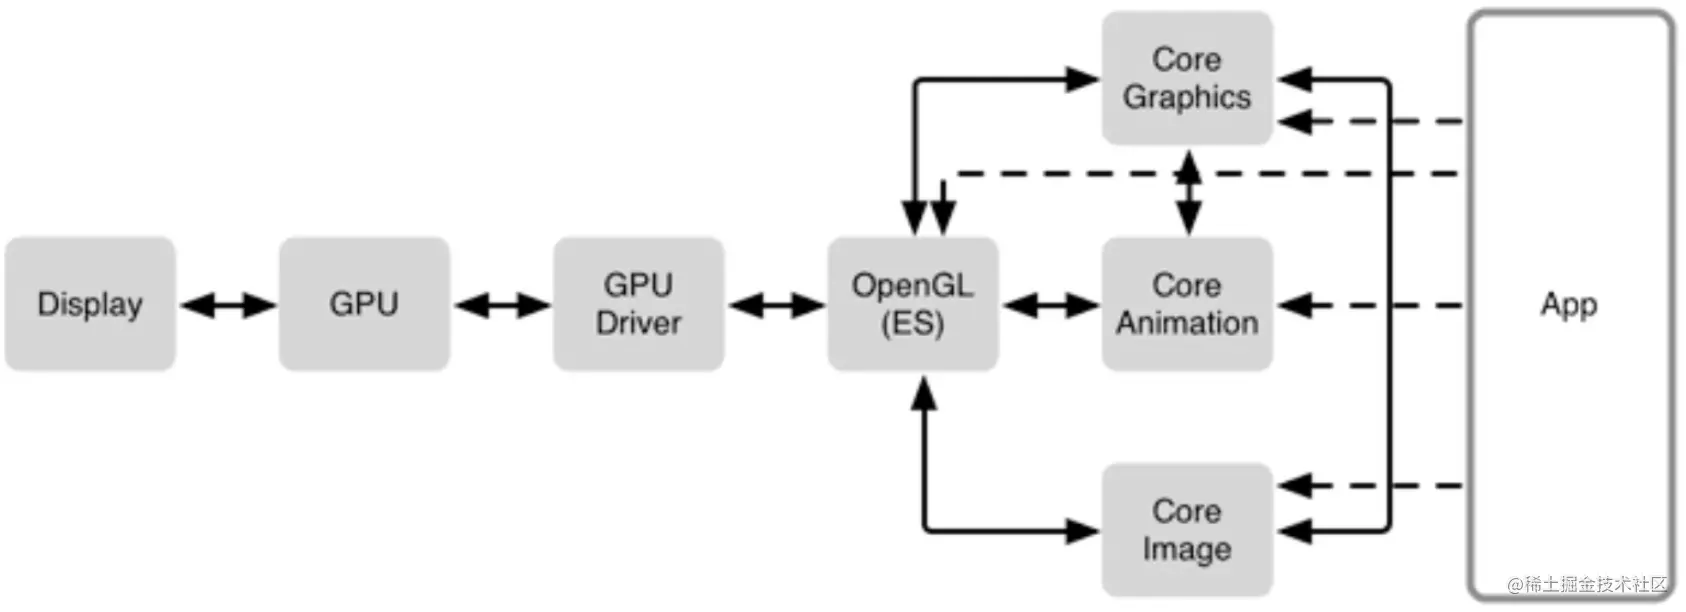 Core
Graphics
Display
GPU
GPU
Driver
OpenGL
(ES)
Core
Animation
App
Core
Image
@稀土掘金技术社区